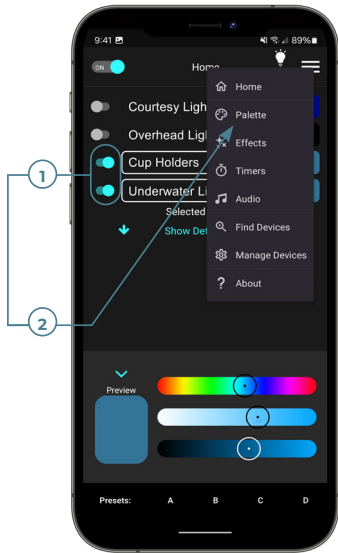 9:41 89%
ON Home
Home
Courtesy Ligh
Palette
Overhead Lig
Effects
1 Cup Holders
Timers
Underwater Li
Audio
Selected
Show Det
Find Devices
2
Manage Devices
? About
Preview
Presets: A B C D